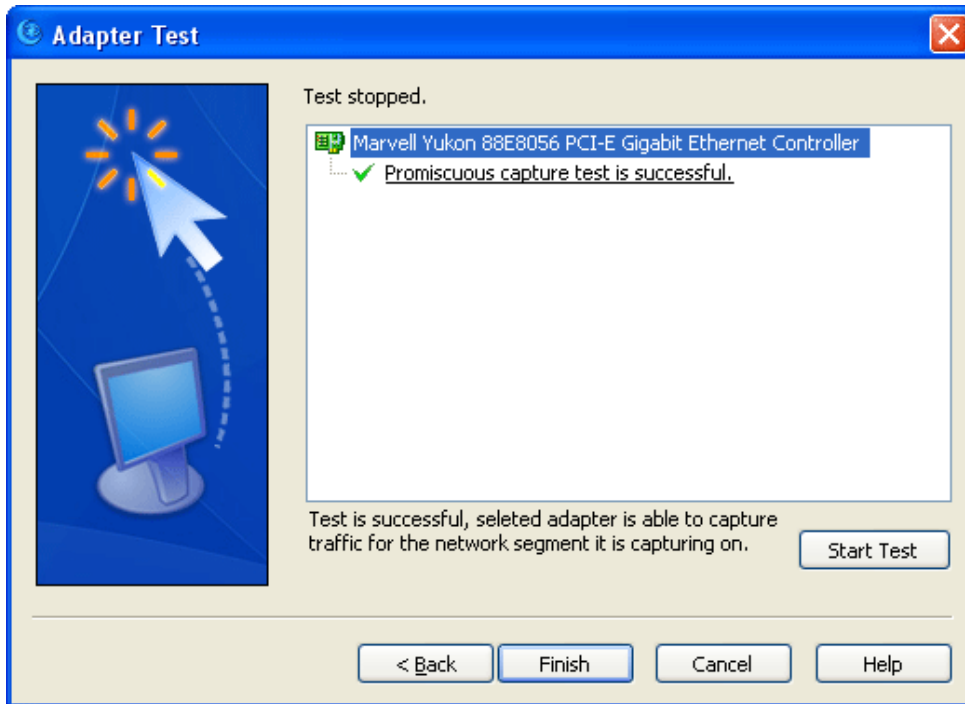 Adapter Test
Test stopped.
Marvell Yukon 88E8056 PCI-E Gigabit Ethernet Controller
Promiscuous capture test is successful.
Test is successful, seleted adapter is able to capture
traffic for the network segment it is capturing on.
Start Test
< Back
Finish
Cancel
Help